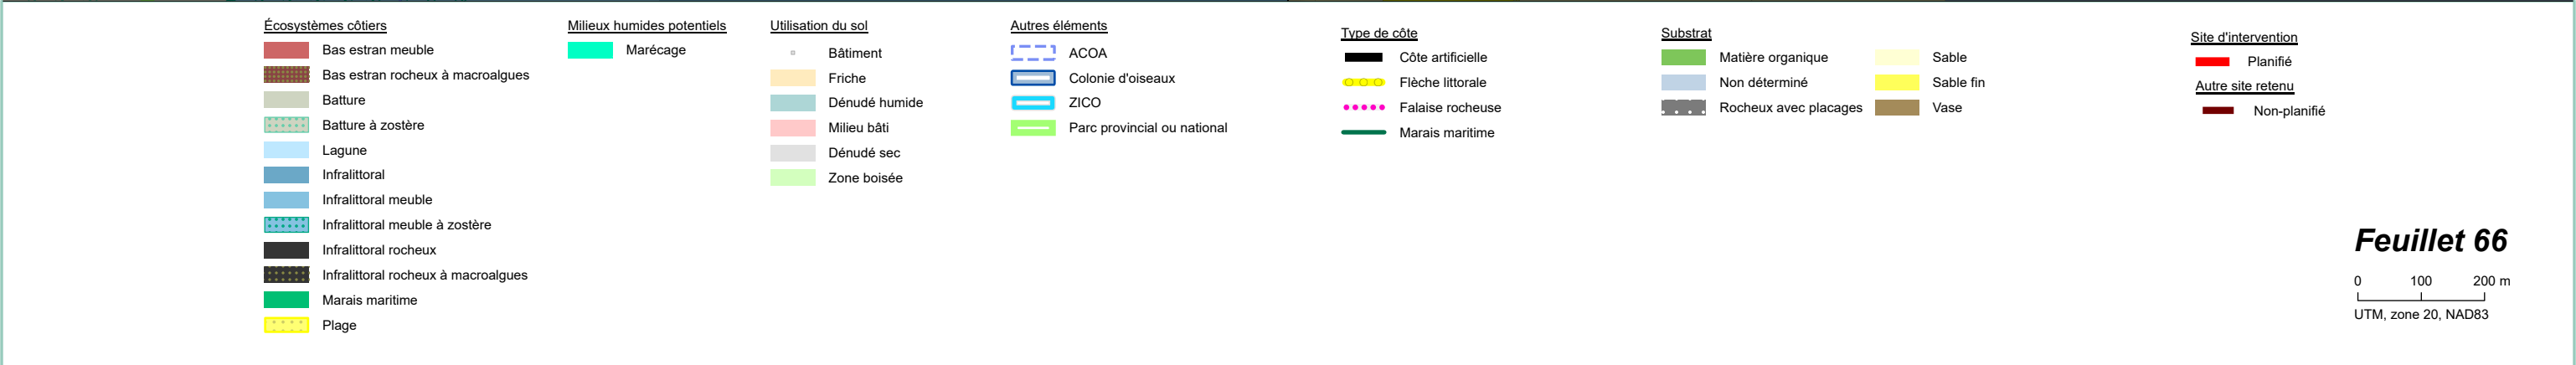 Écosystèmes côtiers
Bas estran meuble
Bas estran rocheux à macroalgues
Batture
Batture à zostère
Lagune
Infralittoral
Infralittoral meuble
Infralittoral meuble à zostère
Infralittoral rocheux
Infralittoral rocheux à macroalgues
Marais maritime
Plage
Milieux humides potentiels
Marécage
Utilisation du sol
Bâtiment
Friche
Dénudé humide
Milieu bâti
Dénudé sec
Zone boisée
Autres éléments
ACOA
Colonie d'oiseaux
ZICO
Parc provincial ou national
Type de côte
Côte artificielle
Flèche littorale
Falaise rocheuse
Marais maritime
Substrat
Matière organique
Non déterminé
Rocheux avec placages
Sable
Sable fin
Vase
Site d'intervention
Planifié
Autre site retenu
Non-planifié
Feuillet 66
0 100 200 m
UTM, zone 20, NAD83